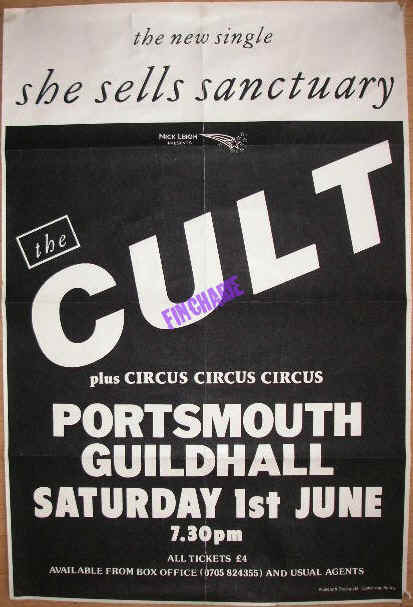 the new single
she sells sanctuary
NICK LEIGH
PRESENTS
the
CULT
plus CIRCUS CIRCUS CIRCUS
PORTSMOUTH
GUILDHALL
SATURDAY 1st JUNE
7.30pm
ALL TICKETS £4
AVAILABLE FROM BOX OFFICE (0705 824355) AND USUAL AGENTS